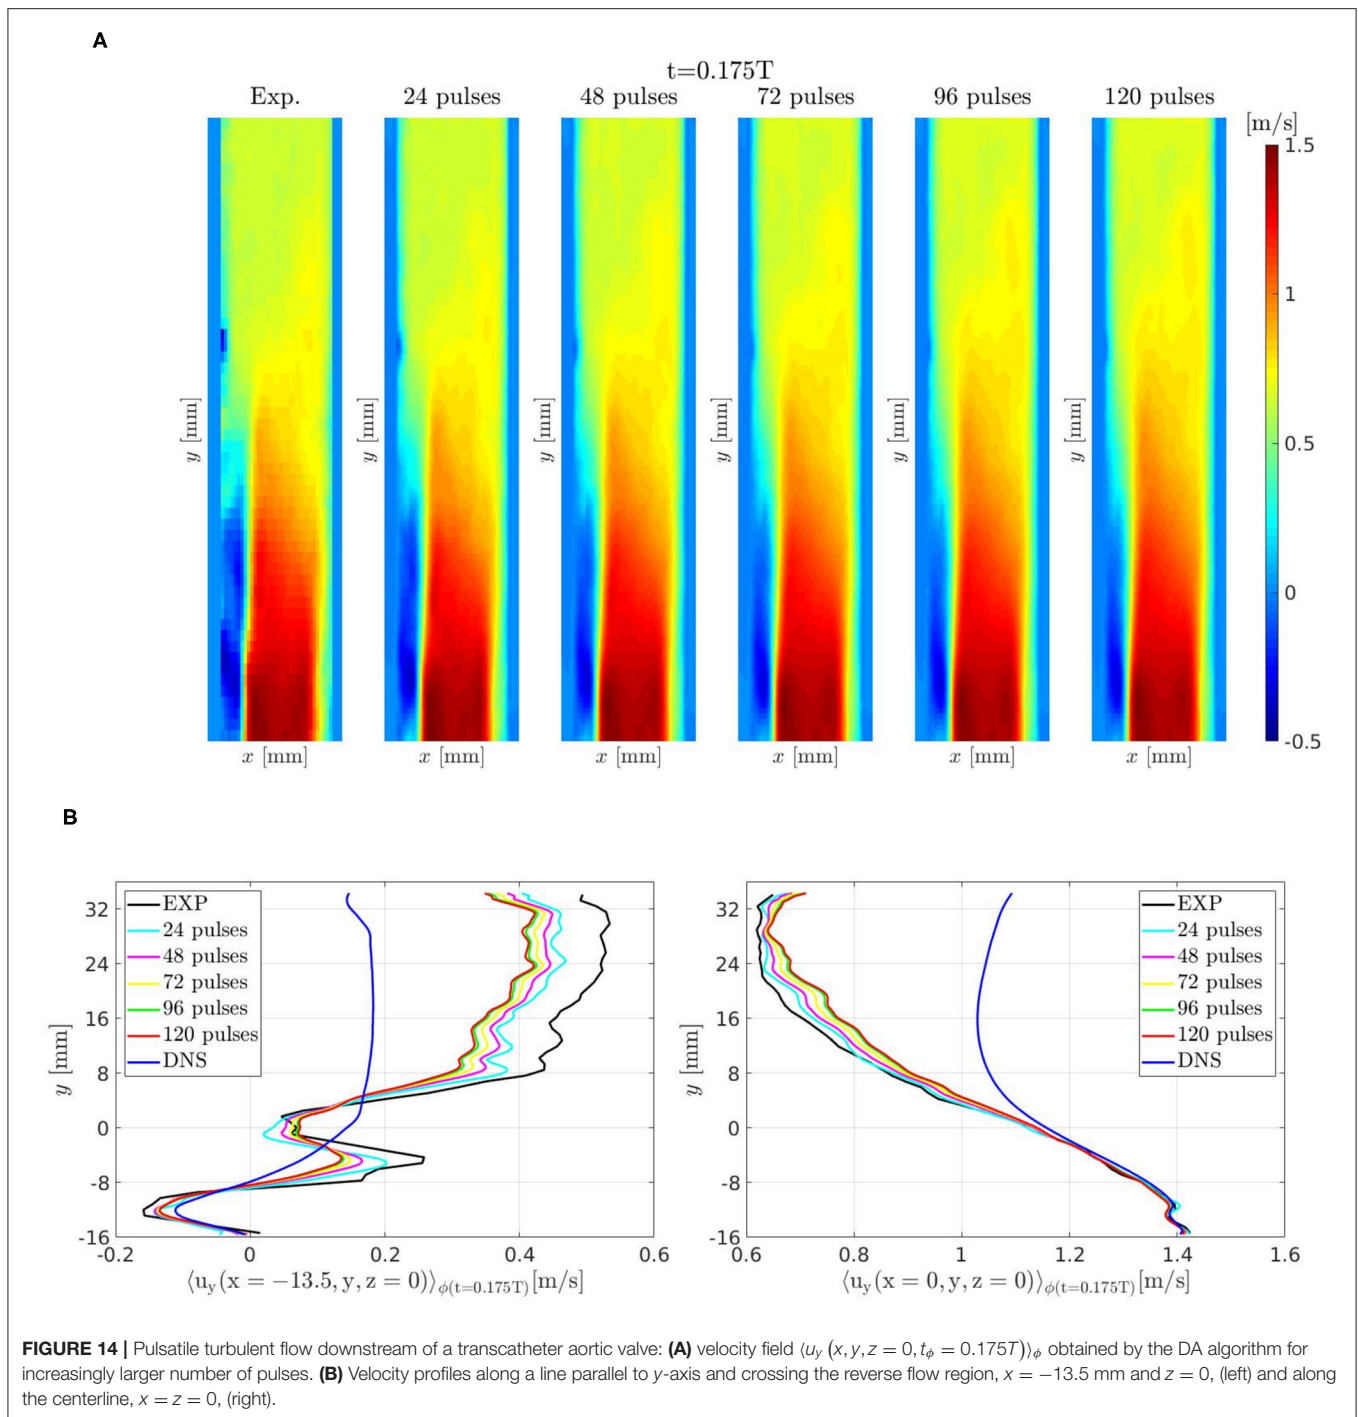 A
t=0.175T
Exp. 24 pulses 48 pulses 72 pulses 96 pulses 120 pulses
[m/s]
1.5
1
0.5
0
-0.5
y [mm] y [mm] y [mm] y [mm] y [mm] y [mm]
x [mm] x [mm] x [mm] x [mm] x [mm] x [mm]
B
EXP
24 pulses
48 pulses
72 pulses
96 pulses
120 pulses
DNS
y [mm]
32
24
16
8
0
-8
-16
-0.2 0 0.2 0.4 0.6
⟨u_y(x = −13.5, y, z = 0)⟩_ϕ(t=0.175T)[m/s]
EXP
24 pulses
48 pulses
72 pulses
96 pulses
120 pulses
DNS
y [mm]
32
24
16
8
0
-8
-16
0.6 0.8 1 1.2 1.4 1.6
⟨u_y(x = 0, y, z = 0)⟩_ϕ(t=0.175T)[m/s]
FIGURE 14 | Pulsatile turbulent flow downstream of a transcatheter aortic valve: (A) velocity field ⟨u_y (x, y, z = 0, t_ϕ = 0.175T)⟩_ϕ obtained by the DA algorithm for
increasingly larger number of pulses. (B) Velocity profiles along a line parallel to y-axis and crossing the reverse flow region, x = −13.5 mm and z = 0, (left) and along
the centerline, x = z = 0, (right).